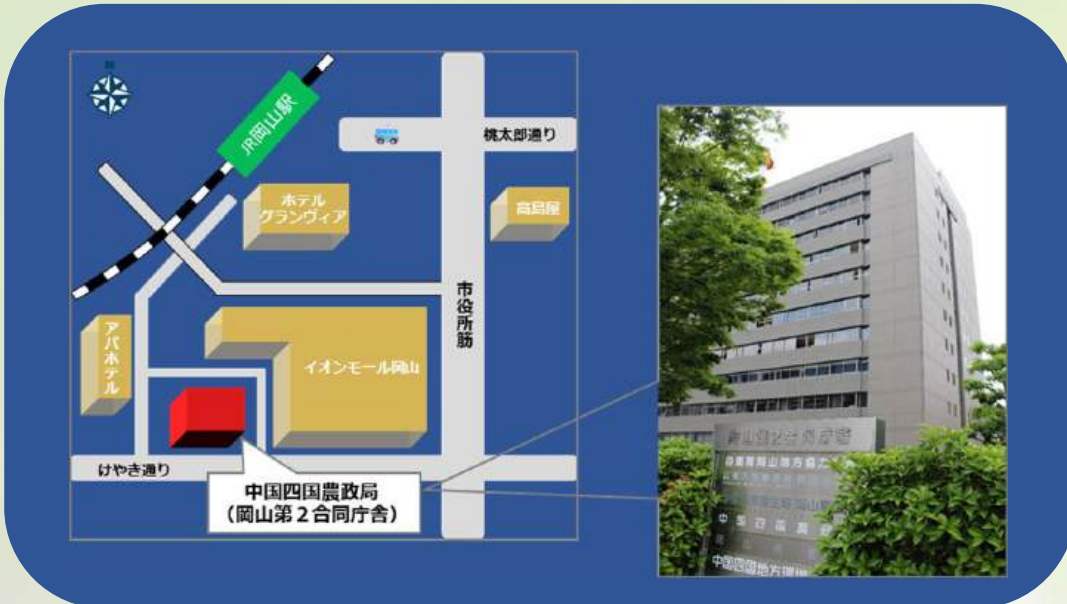 JR岡山駅
桃太郎通り
ホテル
グランヴィア
高島屋
市役所筋
アパホテル
イオンモール岡山
けやき通り
中国四国農政局
（岡山第２合同庁舎）
岡山第２合同庁舎
中国四国農政
中国四国地方環境